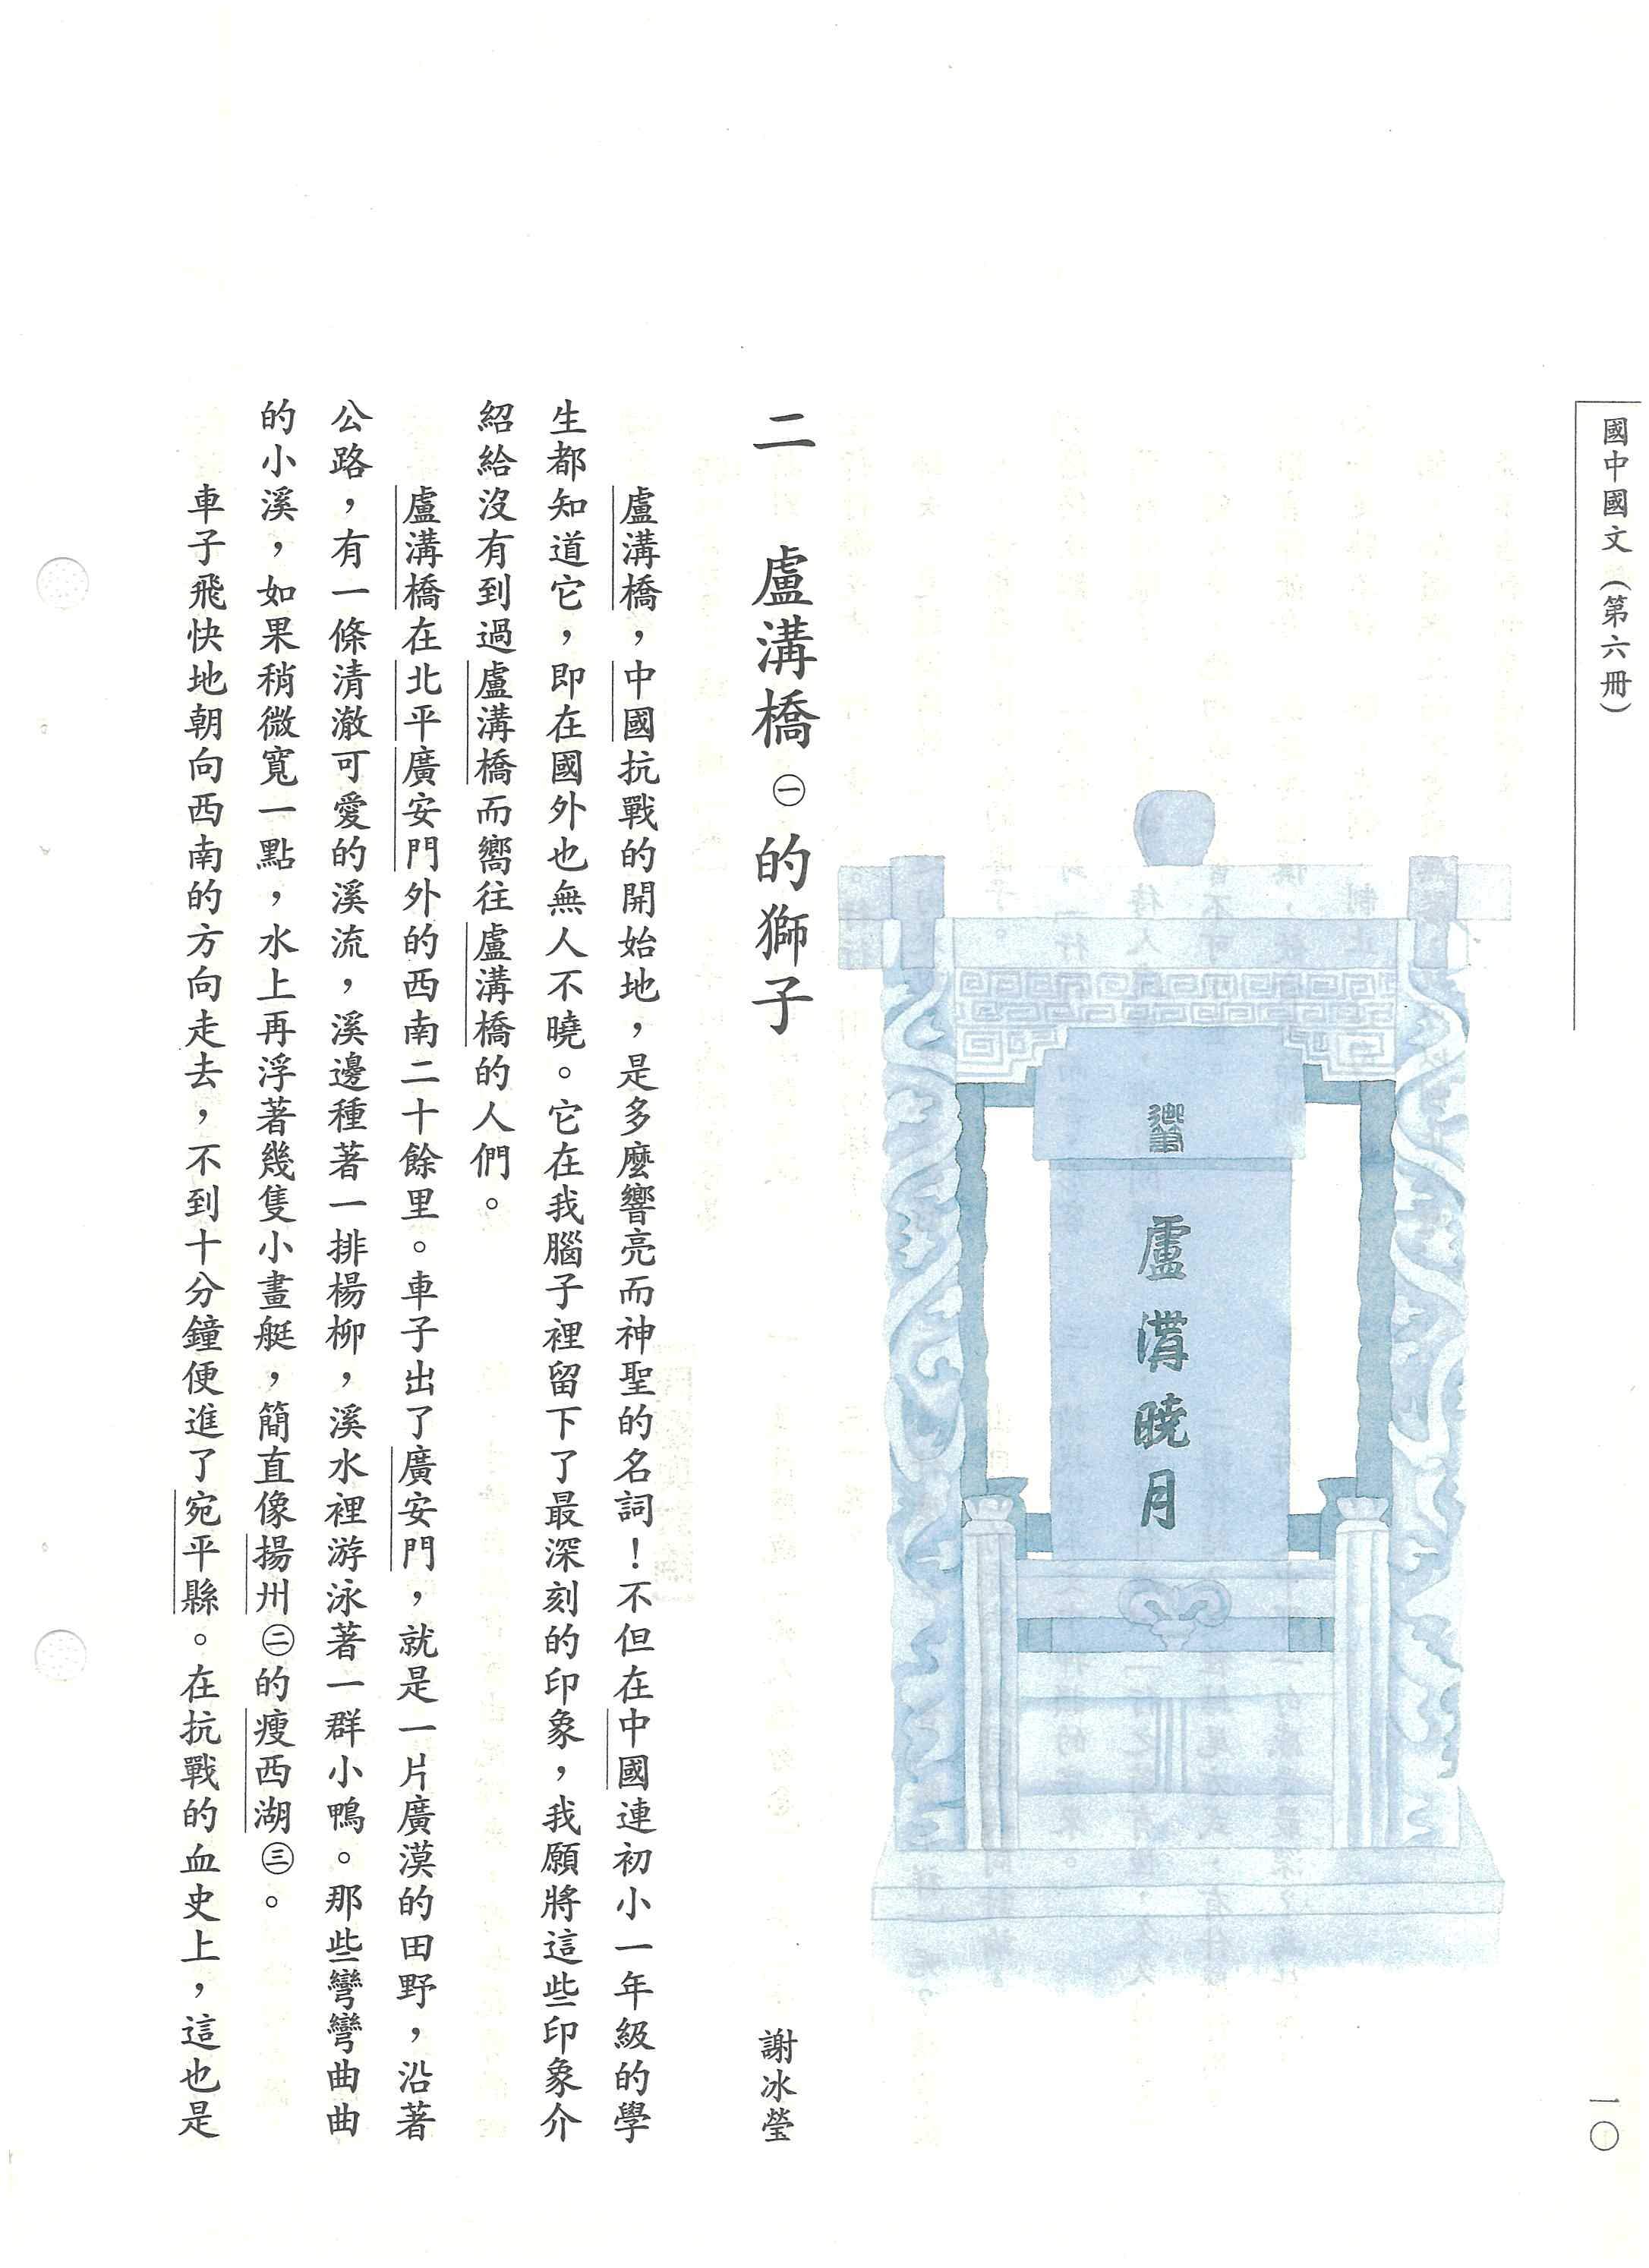 國中國文（第六冊）
一〇
盧溝曉月
二　盧溝橋㊀的獅子
謝冰瑩
盧溝橋，中國抗戰的開始地，是多麼響亮而神聖的名詞！不但在中國連初小一年級的學
生都知道它，即在國外也無人不曉。它在我腦子裡留下了最深刻的印象，我願將這些印象介
紹給沒有到過盧溝橋而嚮往盧溝橋的人們。
盧溝橋在北平廣安門外的西南二十餘里。車子出了廣安門，就是一片廣漠的田野，沿著
公路，有一條清澈可愛的溪流，溪邊種著一排楊柳，溪水裡游泳著一群小鴨。那些彎彎曲曲
的小溪，如果稍微寬一點，水上再浮著幾隻小畫艇，簡直像揚州㊁的瘦西湖㊂。
車子飛快地朝向西南的方向走去，不到十分鐘便進了宛平縣。在抗戰的血史上，這也是